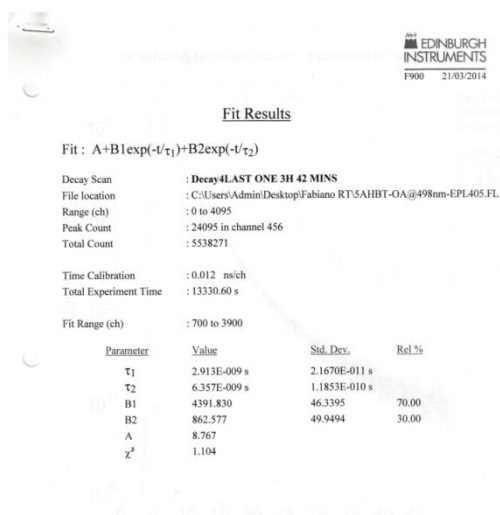 EDINBURGH
INSTRUMENTS
F900 21/03/2014
Fit Results
Fit : A+B1exp(-t/τ1)+B2exp(-t/τ2)
Decay Scan : Decay4LAST ONE 3H 42 MINS
File location : C:\Users\Admin\Desktop\Fabiano RT\5AHBT-OA@498nm-EPL405.FL
Range (ch) : 0 to 4095
Peak Count : 24095 in channel 456
Total Count : 5538271
Time Calibration : 0.012 ns/ch
Total Experiment Time : 13330.60 s
Fit Range (ch) : 700 to 3900
Parameter Value Std. Dev. Rel %
τ1 2.913E-009 s 2.1670E-011 s
τ2 6.357E-009 s 1.1853E-010 s
B1 4391.830 46.3395 70.00
B2 862.577 49.9494 30.00
A 8.767
χ² 1.104